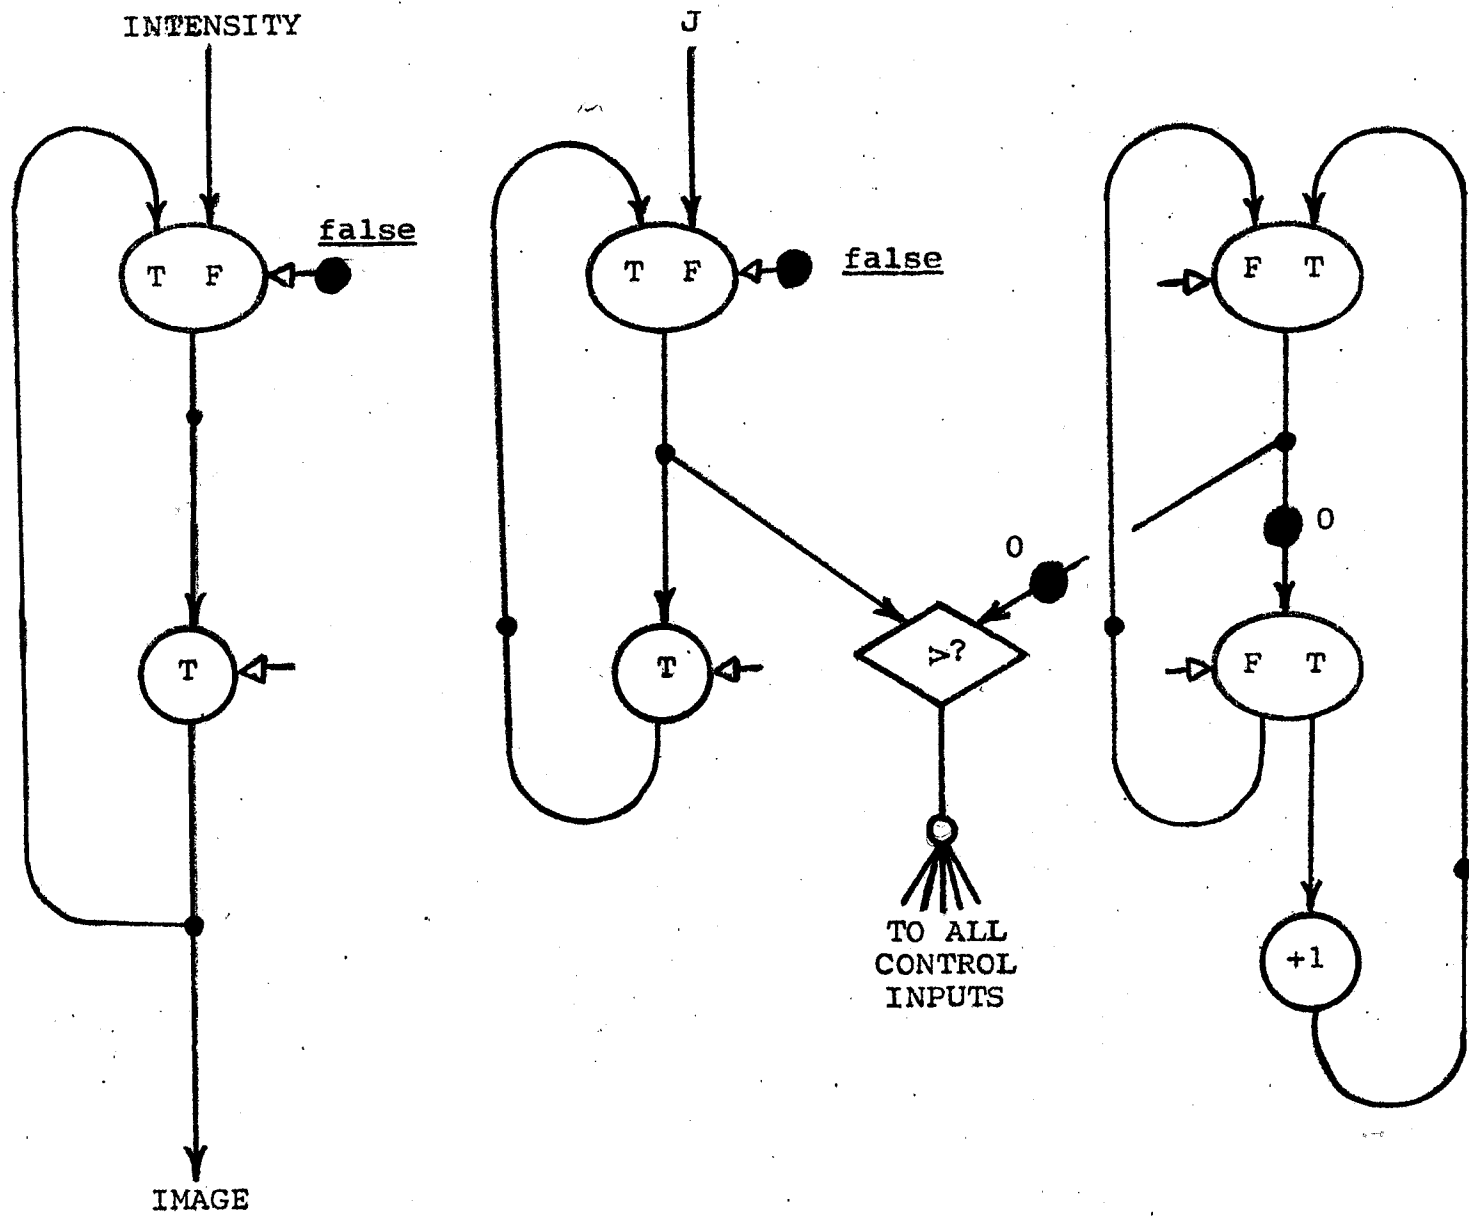 INTENSITY
J
false
T F
T F
false
F T
0
0
T
T
>?
F T
TO ALL
CONTROL
INPUTS
+1
IMAGE